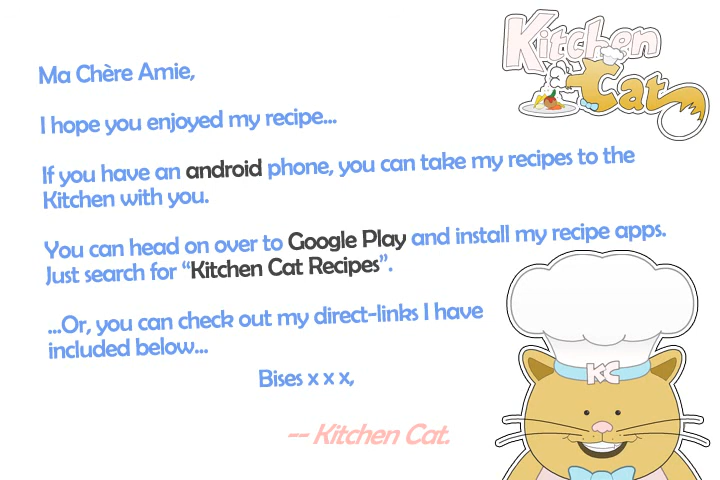 Kitchen
Cat
Ma Chère Amie,
I hope you enjoyed my recipe...
If you have an android phone, you can take my recipes to the
Kitchen with you.
You can head on over to Google Play and install my recipe apps.
Just search for “Kitchen Cat Recipes”.
...Or, you can check out my direct-links I have
included below...
Bises x x x,
-- Kitchen Cat.
KC